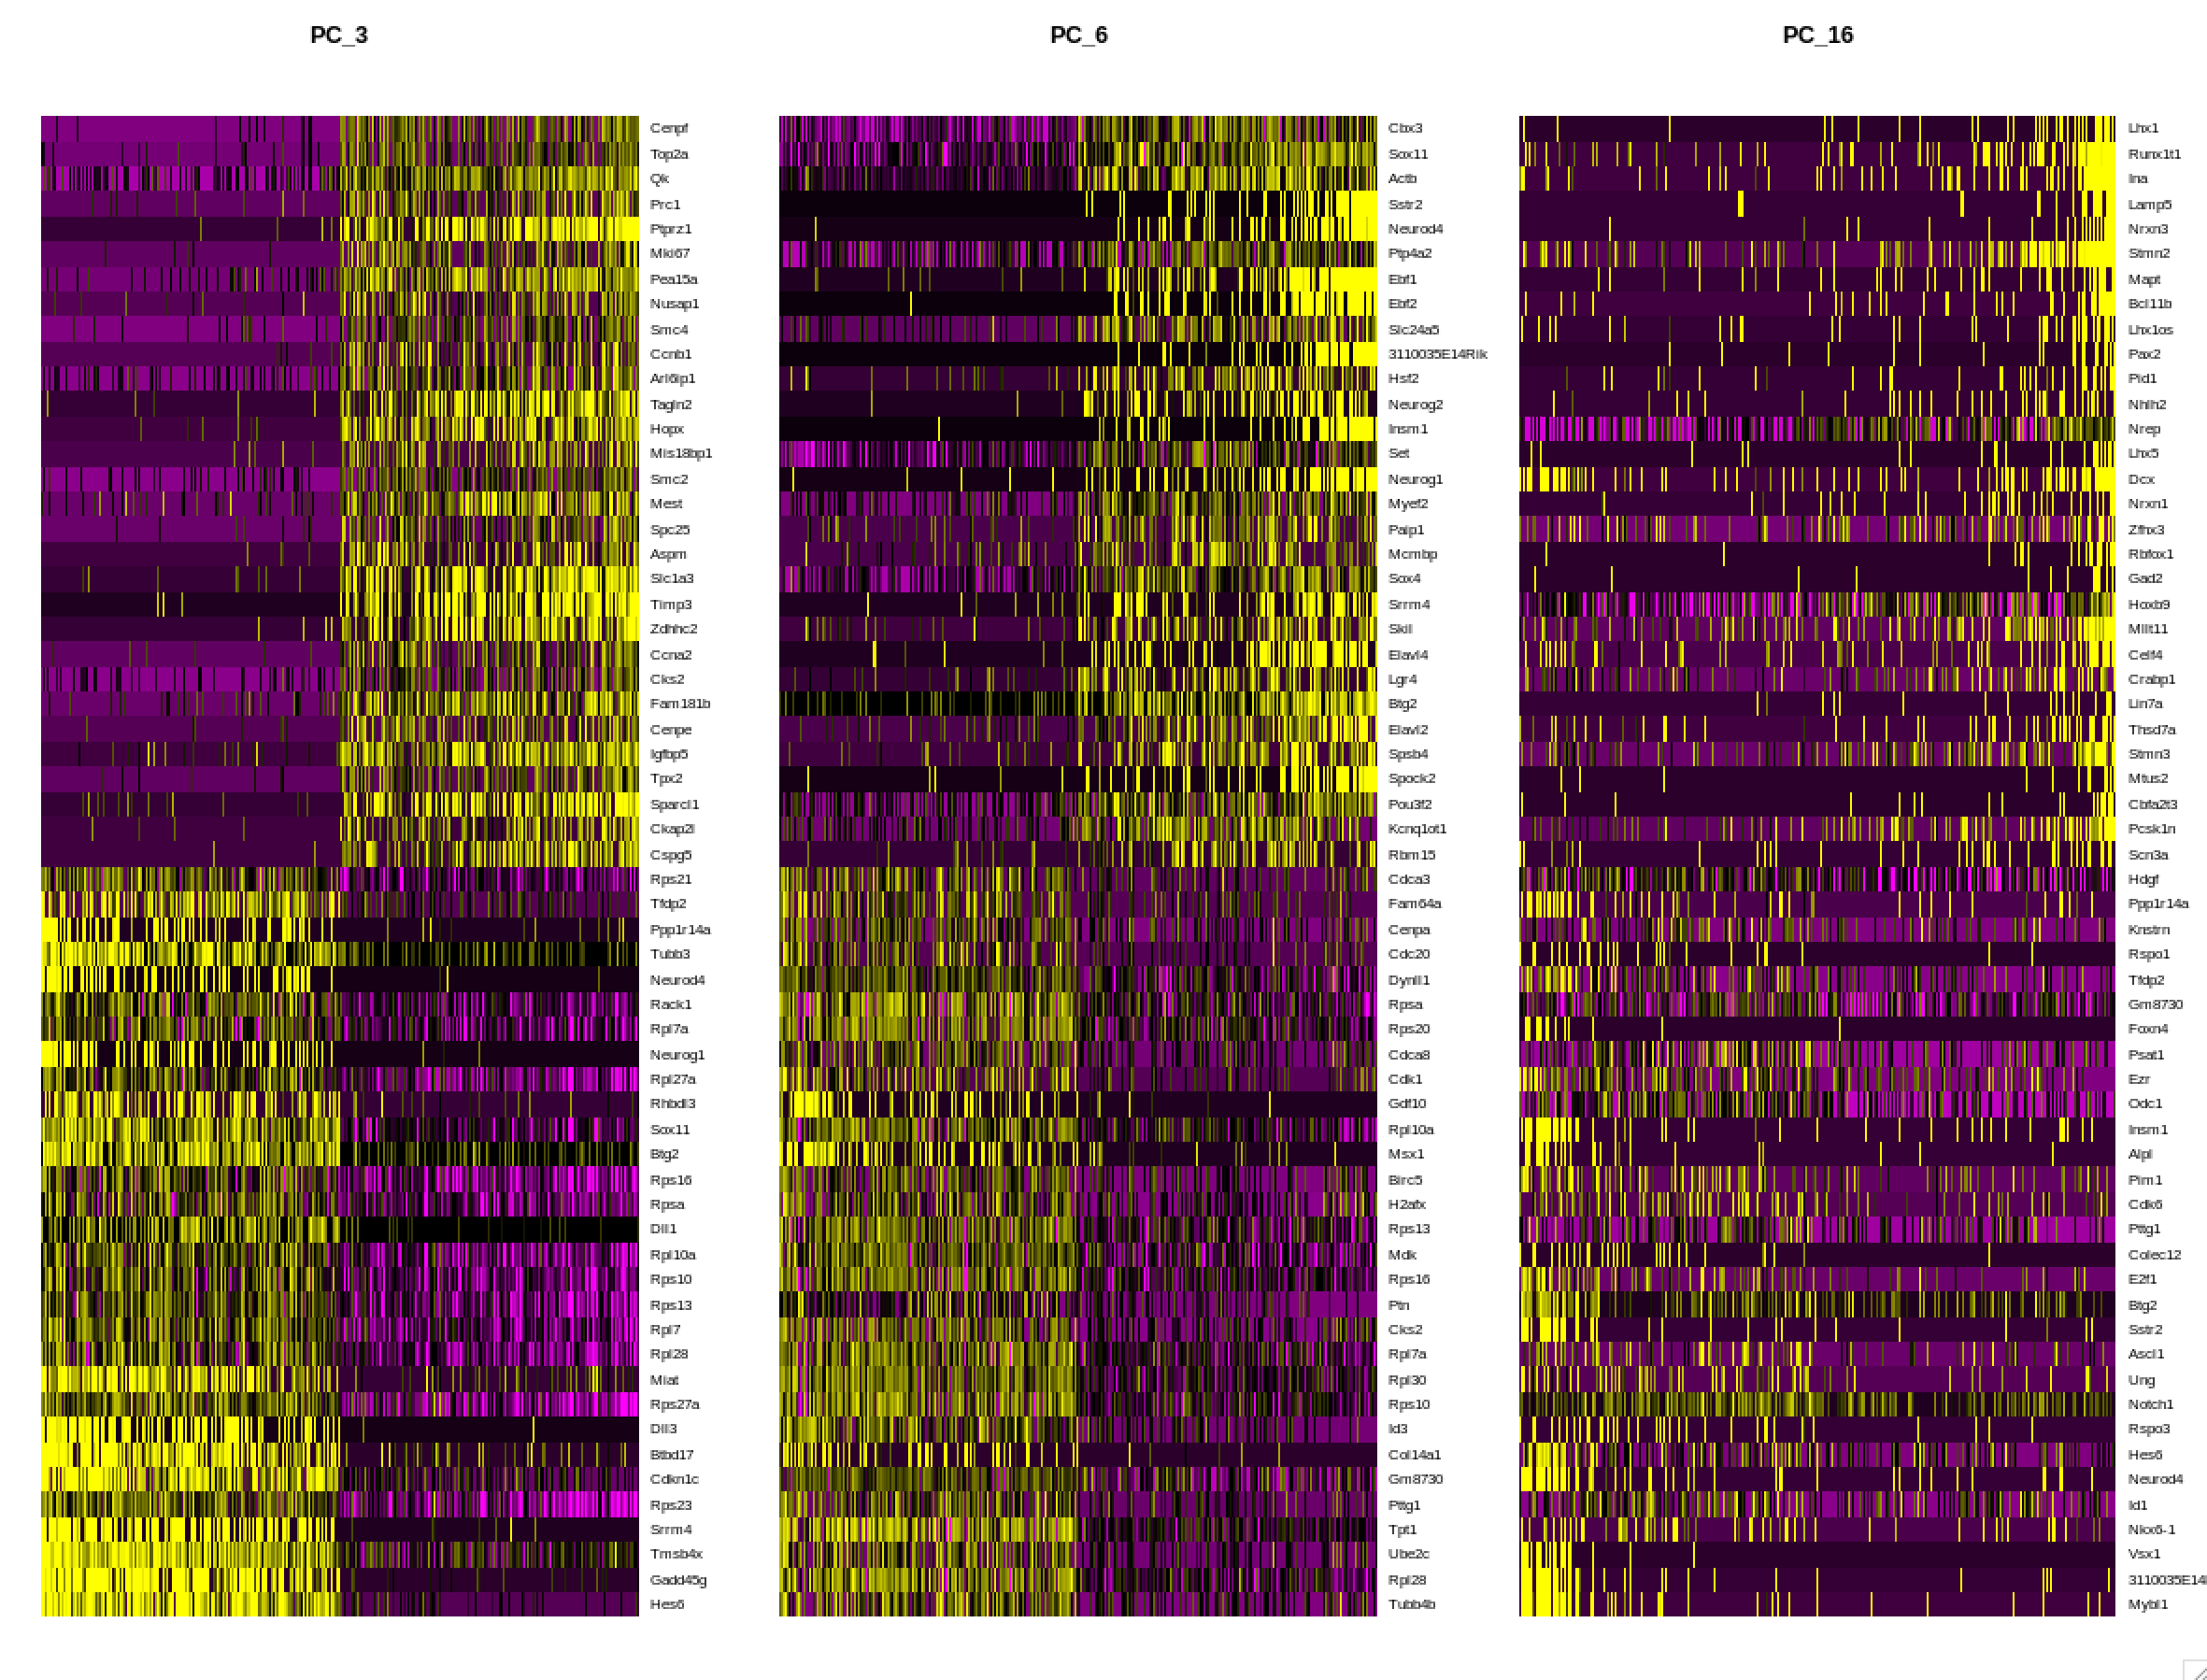 PC_3
PC_6
PC_16
Cenpf
Top2a
Qk
Prc1
Ptprz1
Mki67
Pea15a
Nusap1
Smc4
Ccnb1
Arl6ip1
Tagln2
Hopx
Mis18bp1
Smc2
Mest
Spc25
Aspm
Slc1a3
Timp3
Zdhhc2
Ccna2
Cks2
Fam181b
Cenpe
Igfbp5
Tpx2
Sparcl1
Ckap2l
Cspg5
Rps21
Tfdp2
Ppp1r14a
Tubb3
Neurod4
Rack1
Rpl7a
Neurog1
Rpl27a
Rhbdl3
Sox11
Btg2
Rps16
Rpsa
Dll1
Rpl10a
Rps10
Rps13
Rpl7
Rpl28
Miat
Rps27a
Dll3
Btbd17
Cdkn1c
Rps23
Srrm4
Tmsb4x
Gadd45g
Hes6
Cbx3
Sox11
Actb
Sstr2
Neurod4
Ptp4a2
Ebf1
Ebf2
Slc24a5
3110035E14Rik
Hsf2
Neurog2
Insm1
Set
Neurog1
Myef2
Paip1
Mcmbp
Sox4
Srrm4
Skil
Elavl4
Lgr4
Btg2
Elavl2
Spsb4
Spock2
Pou3f2
Kcnq1ot1
Rbm15
Cdca3
Fam64a
Cenpa
Cdc20
Dynll1
Rpsa
Rps20
Cdca8
Cdk1
Gdf10
Rpl10a
Msx1
Birc5
H2afx
Rps13
Mdk
Rps16
Ptn
Cks2
Rpl7a
Rpl30
Rps10
Id3
Col14a1
Gm8730
Pttg1
Tpt1
Ube2c
Rpl28
Tubb4b
Lhx1
Runx1t1
Ina
Lamp5
Nrxn3
Stmn2
Mapt
Bcl11b
Lhx1os
Pax2
Pid1
Nhlh2
Nrep
Lhx5
Dcx
Nrxn1
Zfhx3
Rbfox1
Gad2
Hoxb9
Mllt11
Celf4
Crabp1
Lin7a
Thsd7a
Stmn3
Mtus2
Cbfa2t3
Pcsk1n
Scn3a
Hdgf
Ppp1r14a
Knstrn
Rspo1
Tfdp2
Gm8730
Foxn4
Psat1
Ezr
Odc1
Insm1
Alpl
Pim1
Cdk6
Pttg1
Colec12
E2f1
Btg2
Sstr2
Ascl1
Ung
Notch1
Rspo3
Hes6
Neurod4
Id1
Nkx6-1
Vsx1
3110035E14
Mybl1